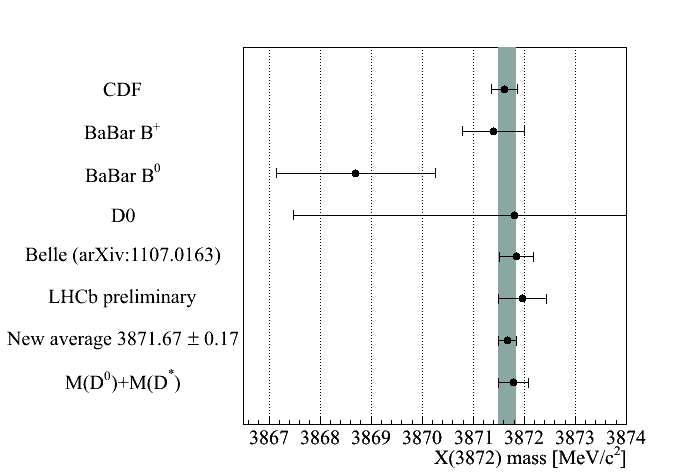 CDF
BaBar B⁺
BaBar B⁰
D0
Belle (arXiv:1107.0163)
LHCb preliminary
New average 3871.67 ± 0.17
M(D⁰)+M(D*)
3867 3868 3869 3870 3871 3872 3873 3874
X(3872) mass [MeV/c²]